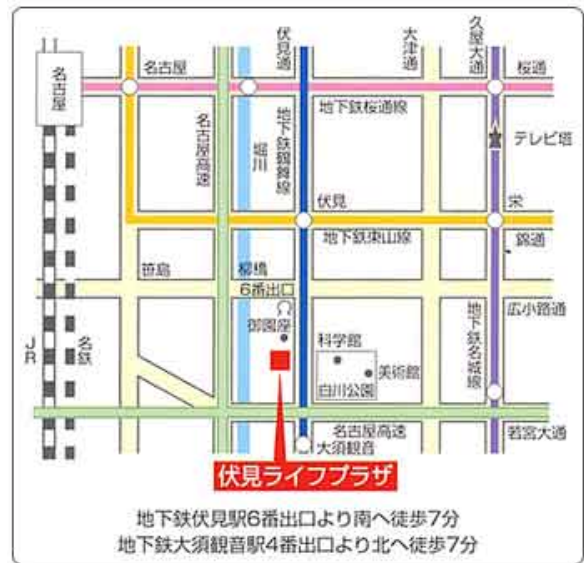 名古屋
名古屋
伏見通
大津通
久屋大通
桜通
地下鉄桜通線
テレビ塔
名古屋高速
堀川
地下鉄鶴舞線
伏見
栄
地下鉄東山線
錦通
笹島
柳橋
6番出口
広小路通
御園座
科学館
美術館
白川公園
地下鉄名城線
JR
名鉄
名古屋高速
若宮大通
大須観音
伏見ライフプラザ
地下鉄伏見駅6番出口より南へ徒歩7分
地下鉄大須観音駅4番出口より北へ徒歩7分